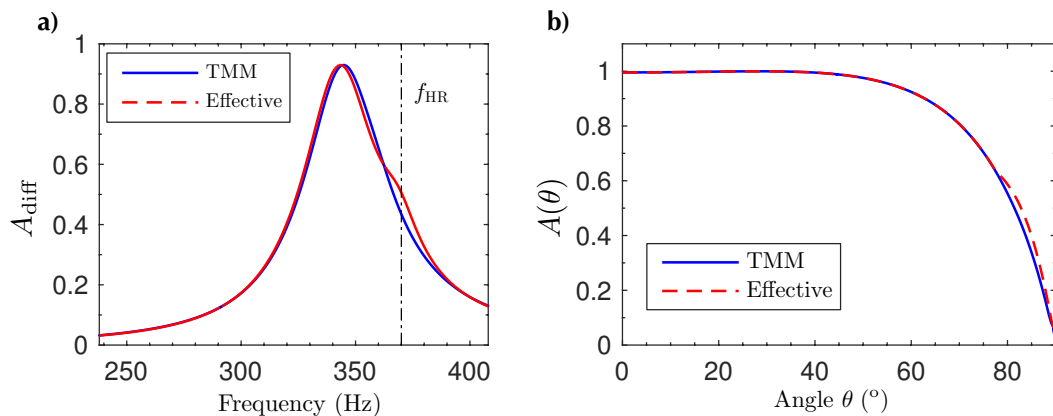 a)
A_diff
1
0.8
0.6
0.4
0.2
0
TMM
Effective
f_HR
250 300 350 400
Frequency (Hz)
b)
A(θ)
1
0.8
0.6
0.4
0.2
0
TMM
Effective
0 20 40 60 80
Angle θ (°)